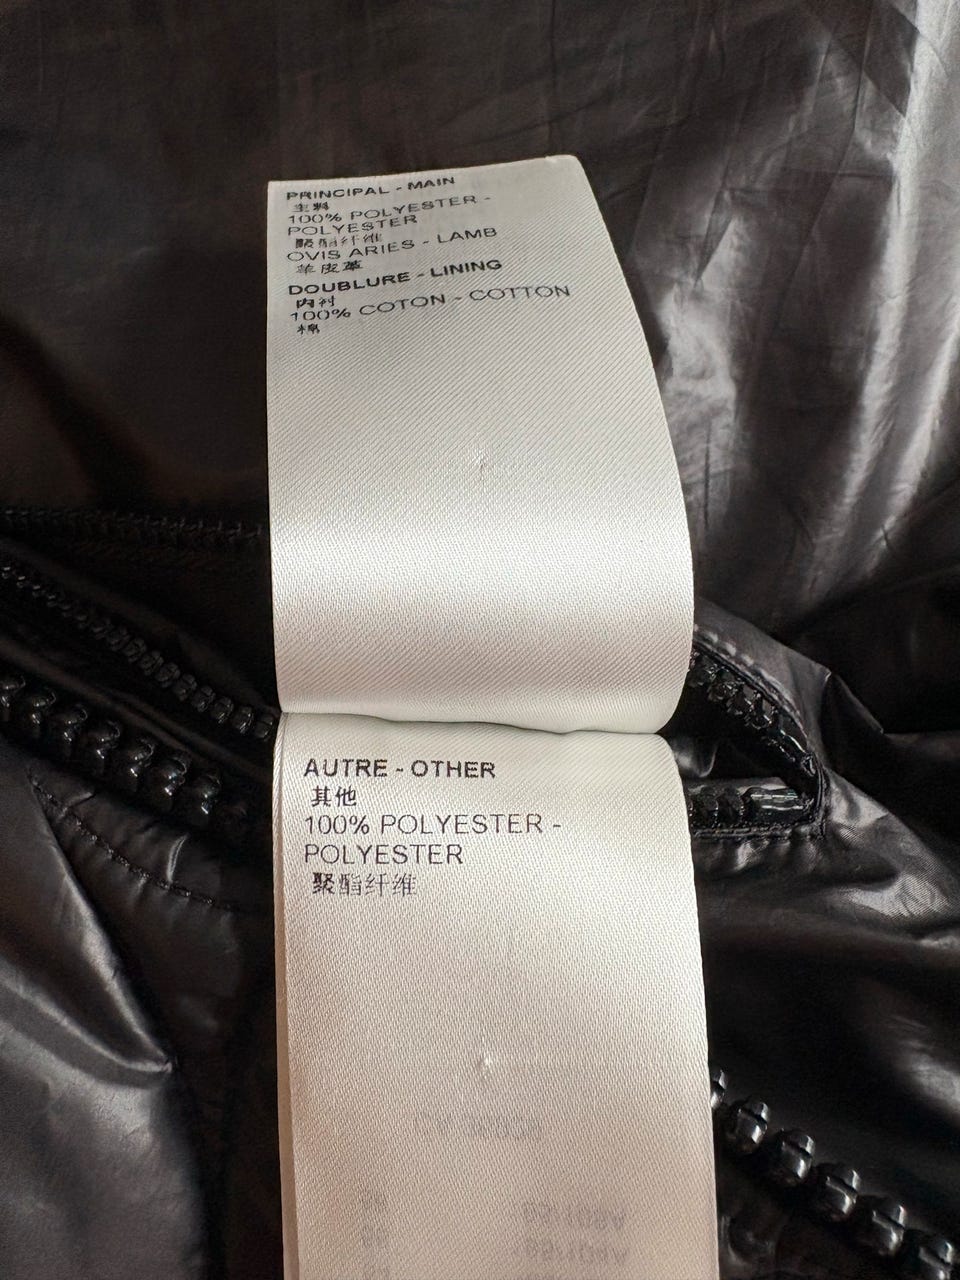 PRINCIPAL - MAIN
主料
100% POLYESTER -
POLYESTER
聚酯纤维
OVIS ARIES - LAMB
羊皮革
DOUBLURE - LINING
内衬
100% COTON - COTTON
棉
AUTRE - OTHER
其他
100% POLYESTER -
POLYESTER
聚酯纤维